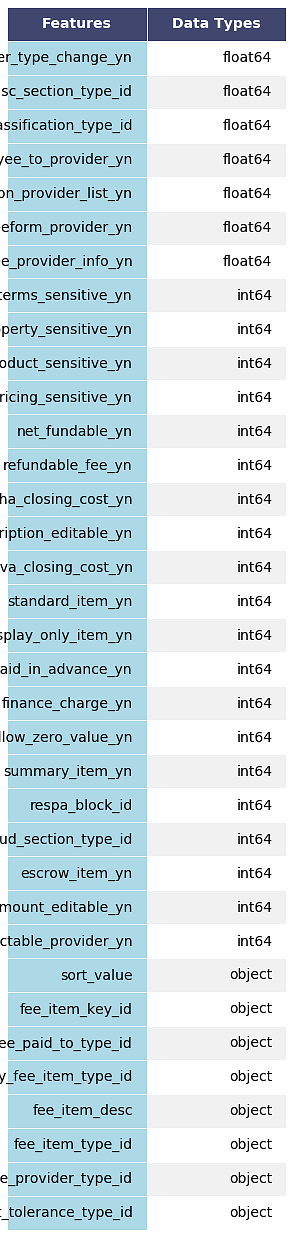 Features Data Types
er_type_change_yn float64
sc_section_type_id float64
assification_type_id float64
yee_to_provider_yn float64
on_provider_list_yn float64
eform_provider_yn float64
e_provider_info_yn float64
terms_sensitive_yn int64
perty_sensitive_yn int64
oduct_sensitive_yn int64
ricing_sensitive_yn int64
net_fundable_yn int64
refundable_fee_yn int64
ha_closing_cost_yn int64
ription_editable_yn int64
va_closing_cost_yn int64
standard_item_yn int64
splay_only_item_yn int64
aid_in_advance_yn int64
finance_charge_yn int64
llow_zero_value_yn int64
summary_item_yn int64
respa_block_id int64
ud_section_type_id int64
escrow_item_yn int64
mount_editable_yn int64
ctable_provider_yn int64
sort_value object
fee_item_key_id object
ee_paid_to_type_id object
y_fee_item_type_id object
fee_item_desc object
fee_item_type_id object
e_provider_type_id object
t_tolerance_type_id object